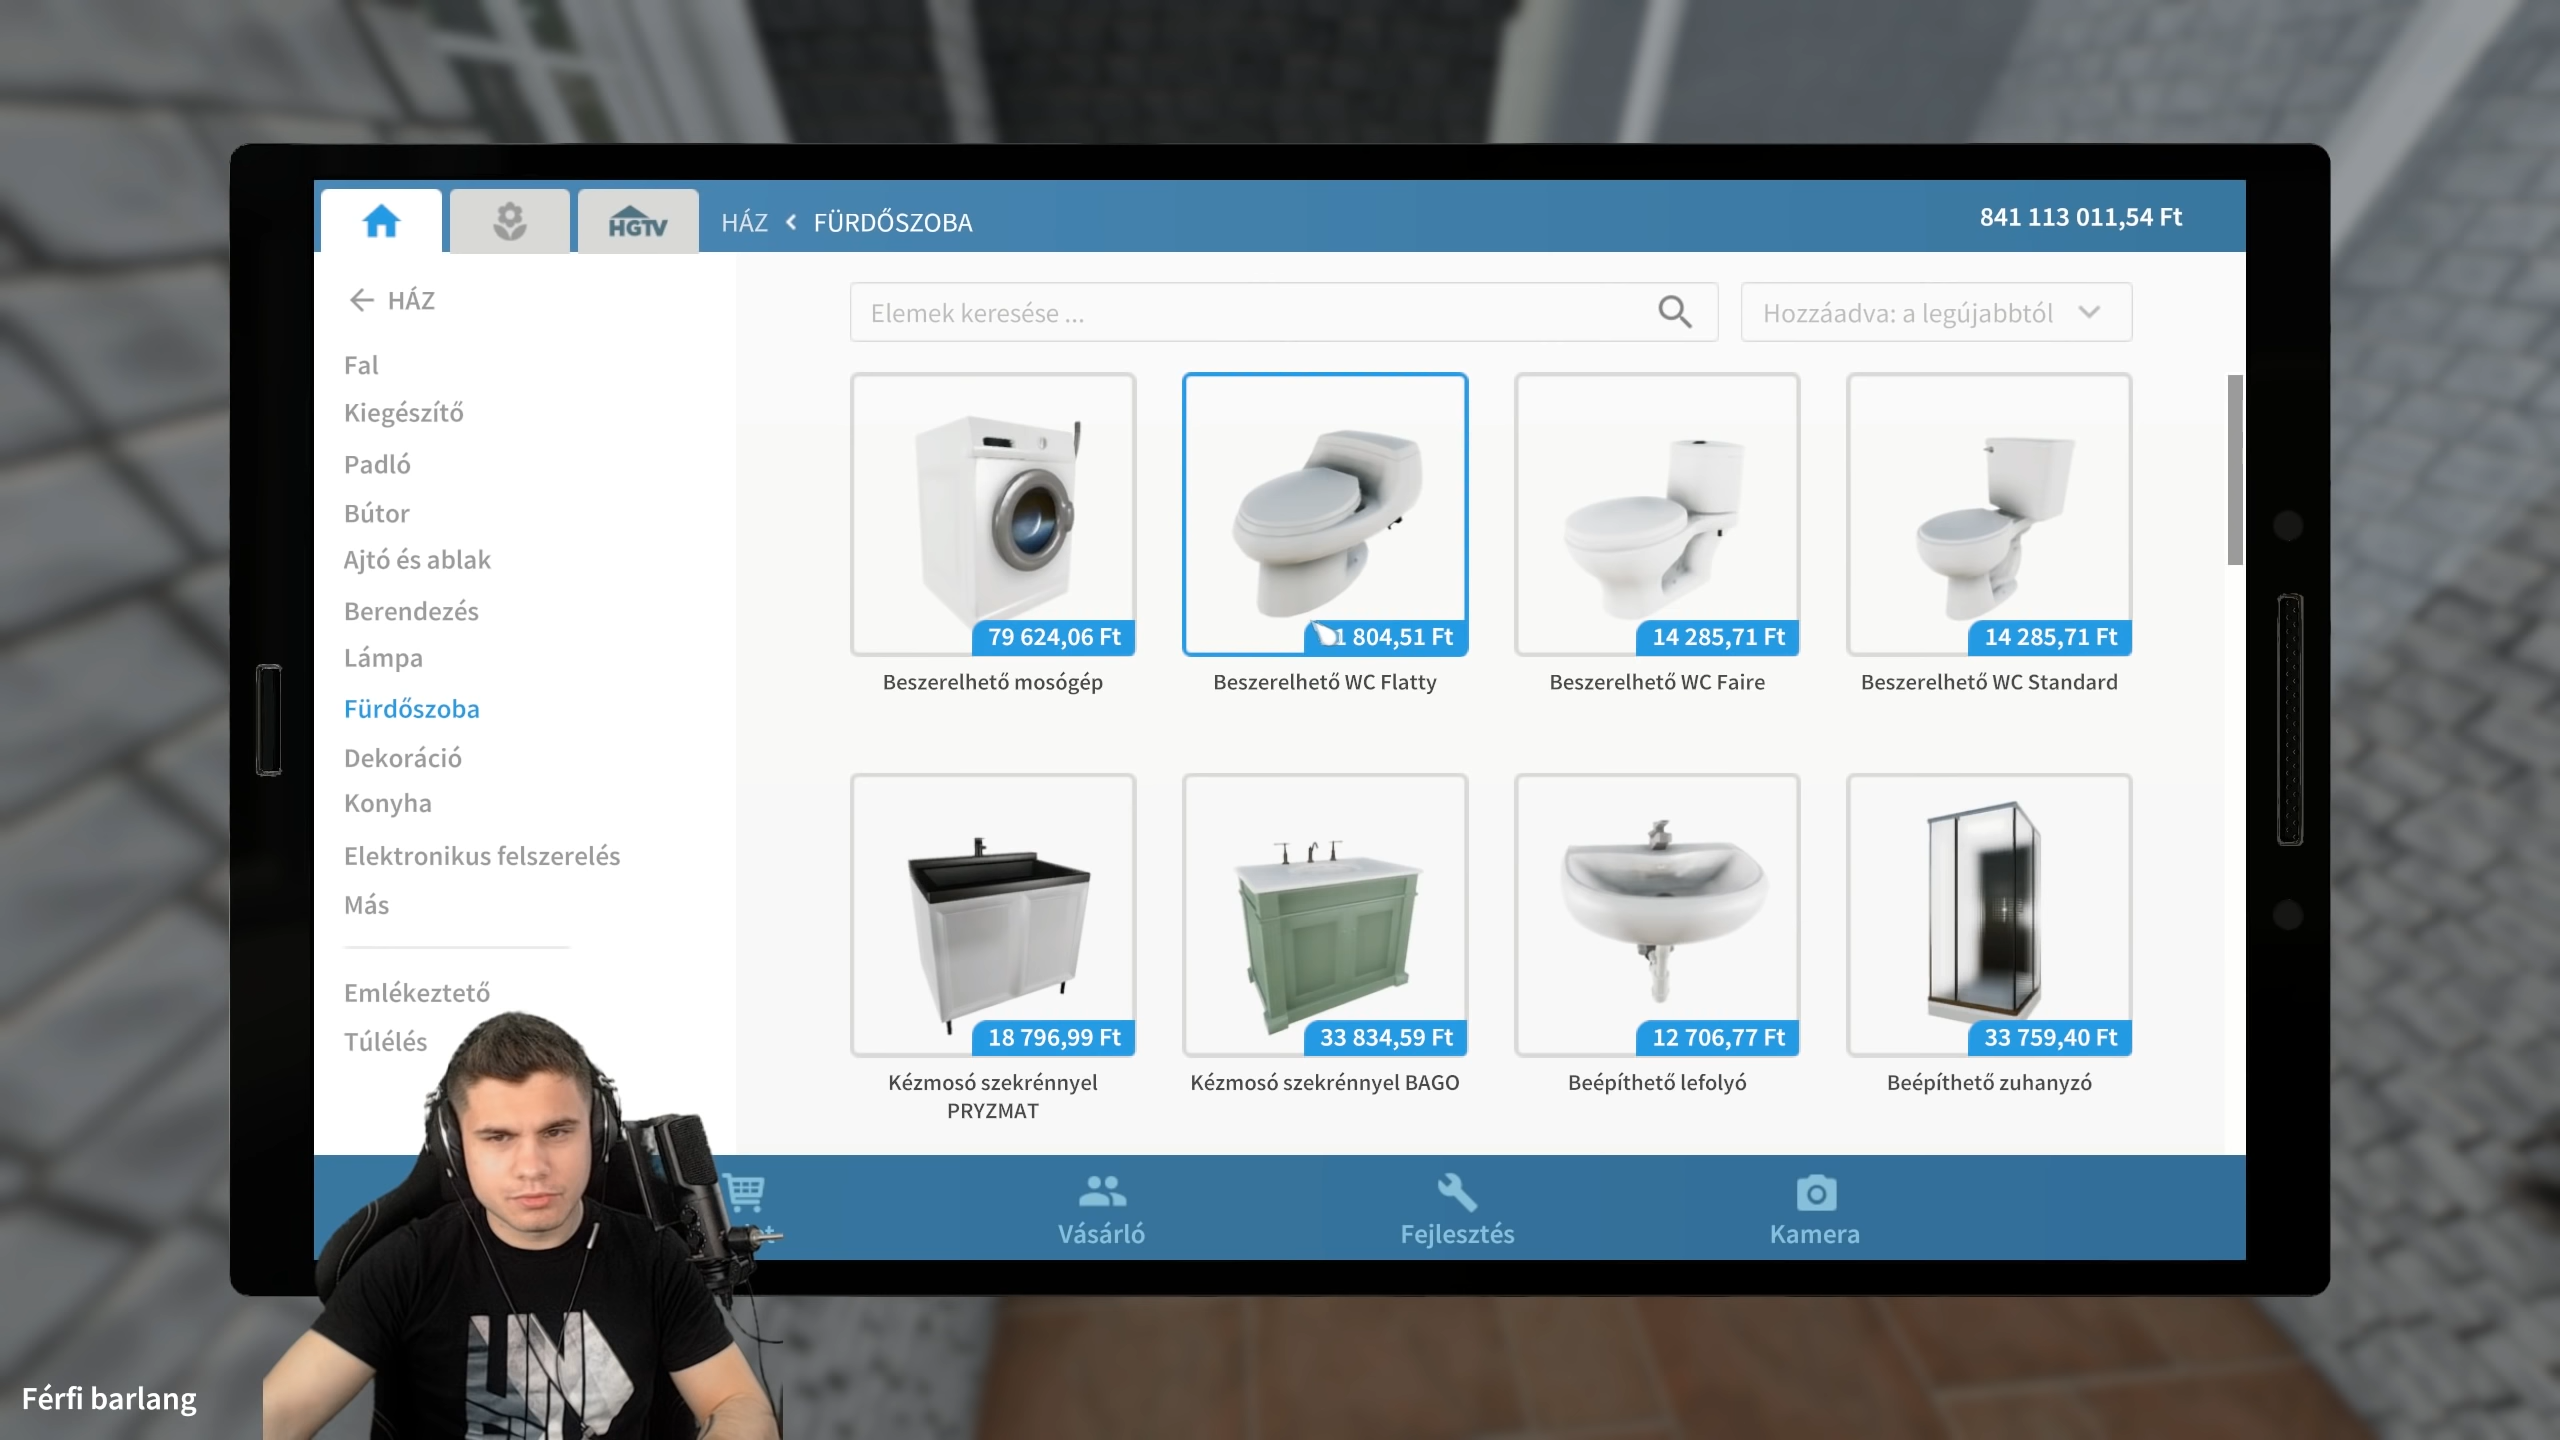 HGTV
HÁZ < FÜRDŐSZOBA
841 113 011,54 Ft
← HÁZ
Elemek keresése ...
Hozzáadva: a legújabbtól
Fal
Kiegészítő
Padló
Bútor
Ajtó és ablak
Berendezés
Lámpa
Fürdőszoba
Dekoráció
Konyha
Elektronikus felszerelés
Más
Emlékeztető
Túlélés
79 624,06 Ft
804,51 Ft
14 285,71 Ft
14 285,71 Ft
Beszerelhető mosógép
Beszerelhető WC Flatty
Beszerelhető WC Faire
Beszerelhető WC Standard
18 796,99 Ft
33 834,59 Ft
12 706,77 Ft
33 759,40 Ft
Kézmosó szekrénnyel
PRYZMAT
Kézmosó szekrénnyel BAGO
Beépíthető lefolyó
Beépíthető zuhanyzó
Vásárló
Fejlesztés
Kamera
Férfi barlang